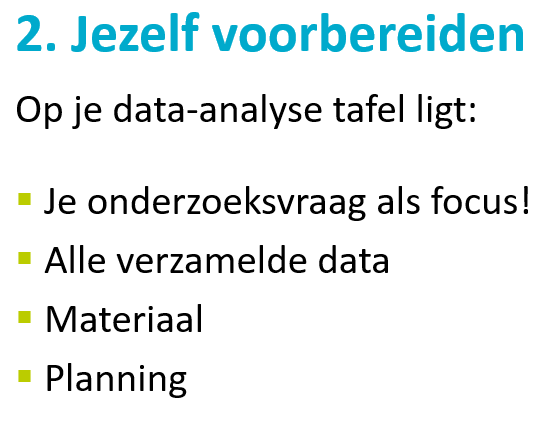 2. Jezelf voorbereiden
Op je data-analyse tafel ligt:
▪ Je onderzoeksvraag als focus!
▪ Alle verzamelde data
▪ Materiaal
▪ Planning